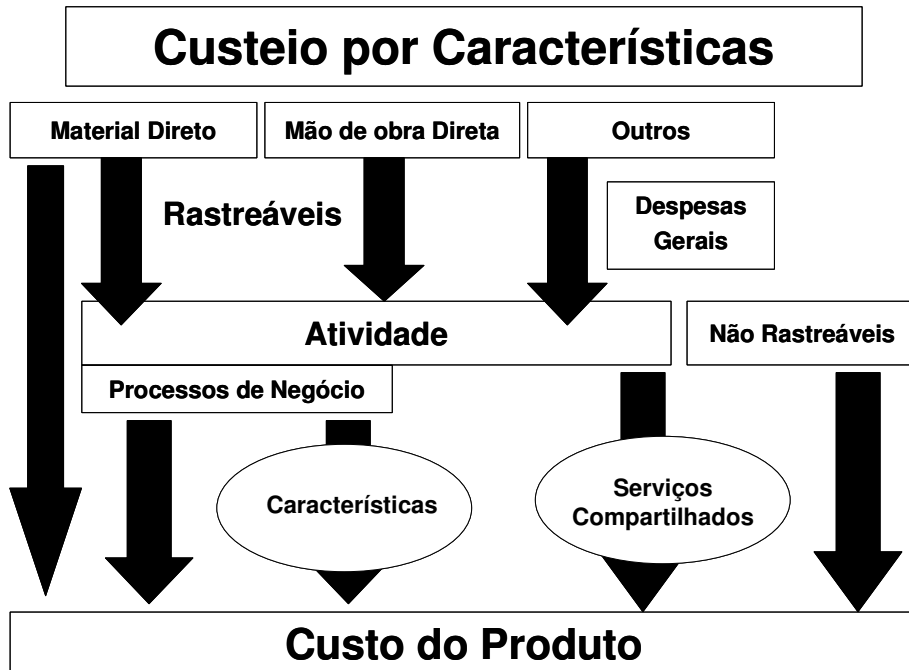 Custeio por Características
Material Direto
Mão de obra Direta
Outros
Rastreáveis
Despesas
Gerais
Atividade
Não Rastreáveis
Processos de Negócio
Características
Serviços
Compartilhados
Custo do Produto